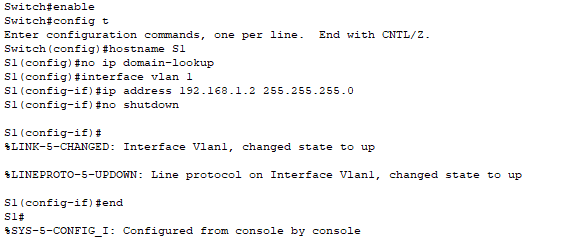 Switch#enable
Switch#config t
Enter configuration commands, one per line.  End with CNTL/Z.
Switch(config)#hostname S1
S1(config)#no ip domain-lookup
S1(config)#interface vlan 1
S1(config-if)#ip address 192.168.1.2 255.255.255.0
S1(config-if)#no shutdown
S1(config-if)#
%LINK-5-CHANGED: Interface Vlan1, changed state to up
%LINEPROTO-5-UPDOWN: Line protocol on Interface Vlan1, changed state to up
S1(config-if)#end
S1#
%SYS-5-CONFIG_I: Configured from console by console